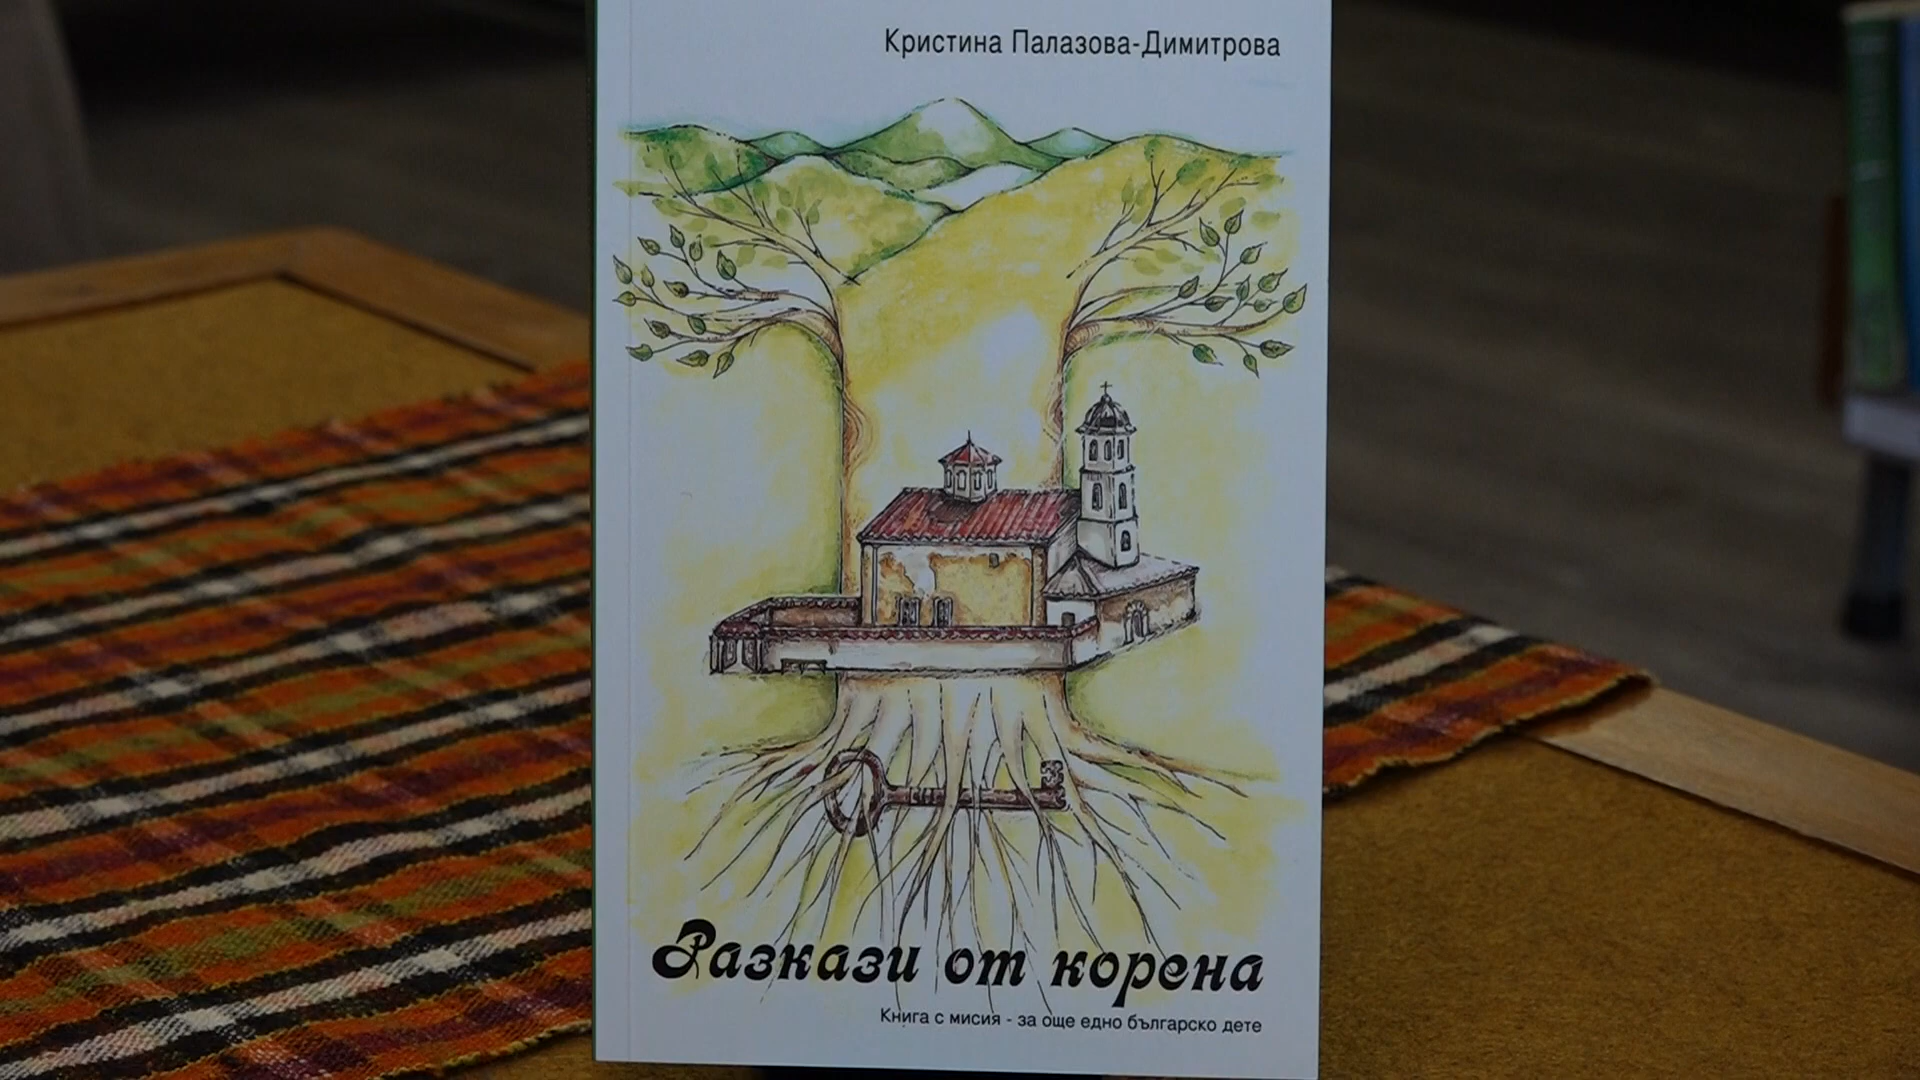 Кристина Палазова-Димитрова
Разкази от корена
Книга с мисия - за още едно българско дете